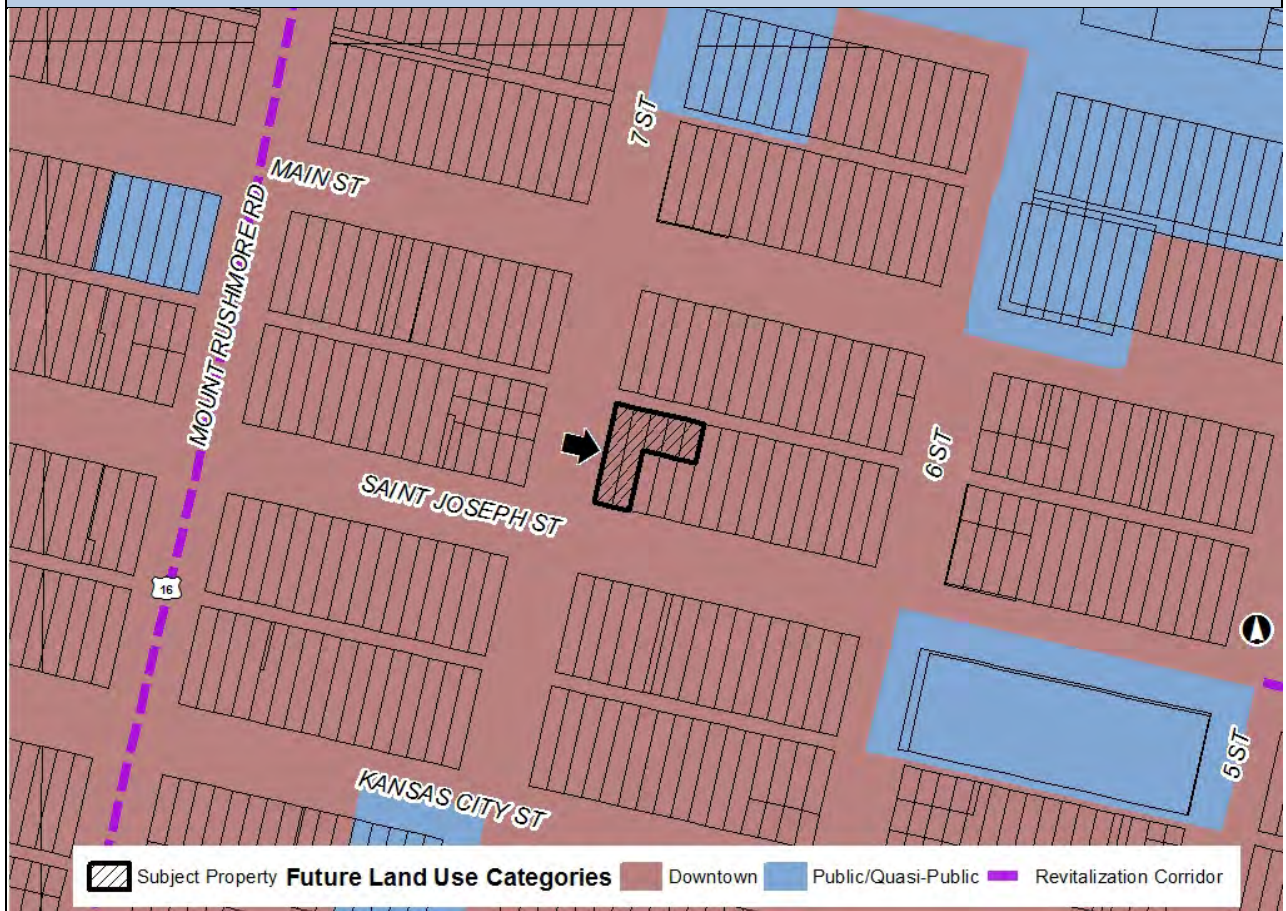 7 ST
MAIN ST
MOUNT RUSHMORE RD
6 ST
SAINT JOSEPH ST
16
5 ST
KANSAS CITY ST
Subject Property Future Land Use Categories Downtown Public/Quasi-Public Revitalization Corridor